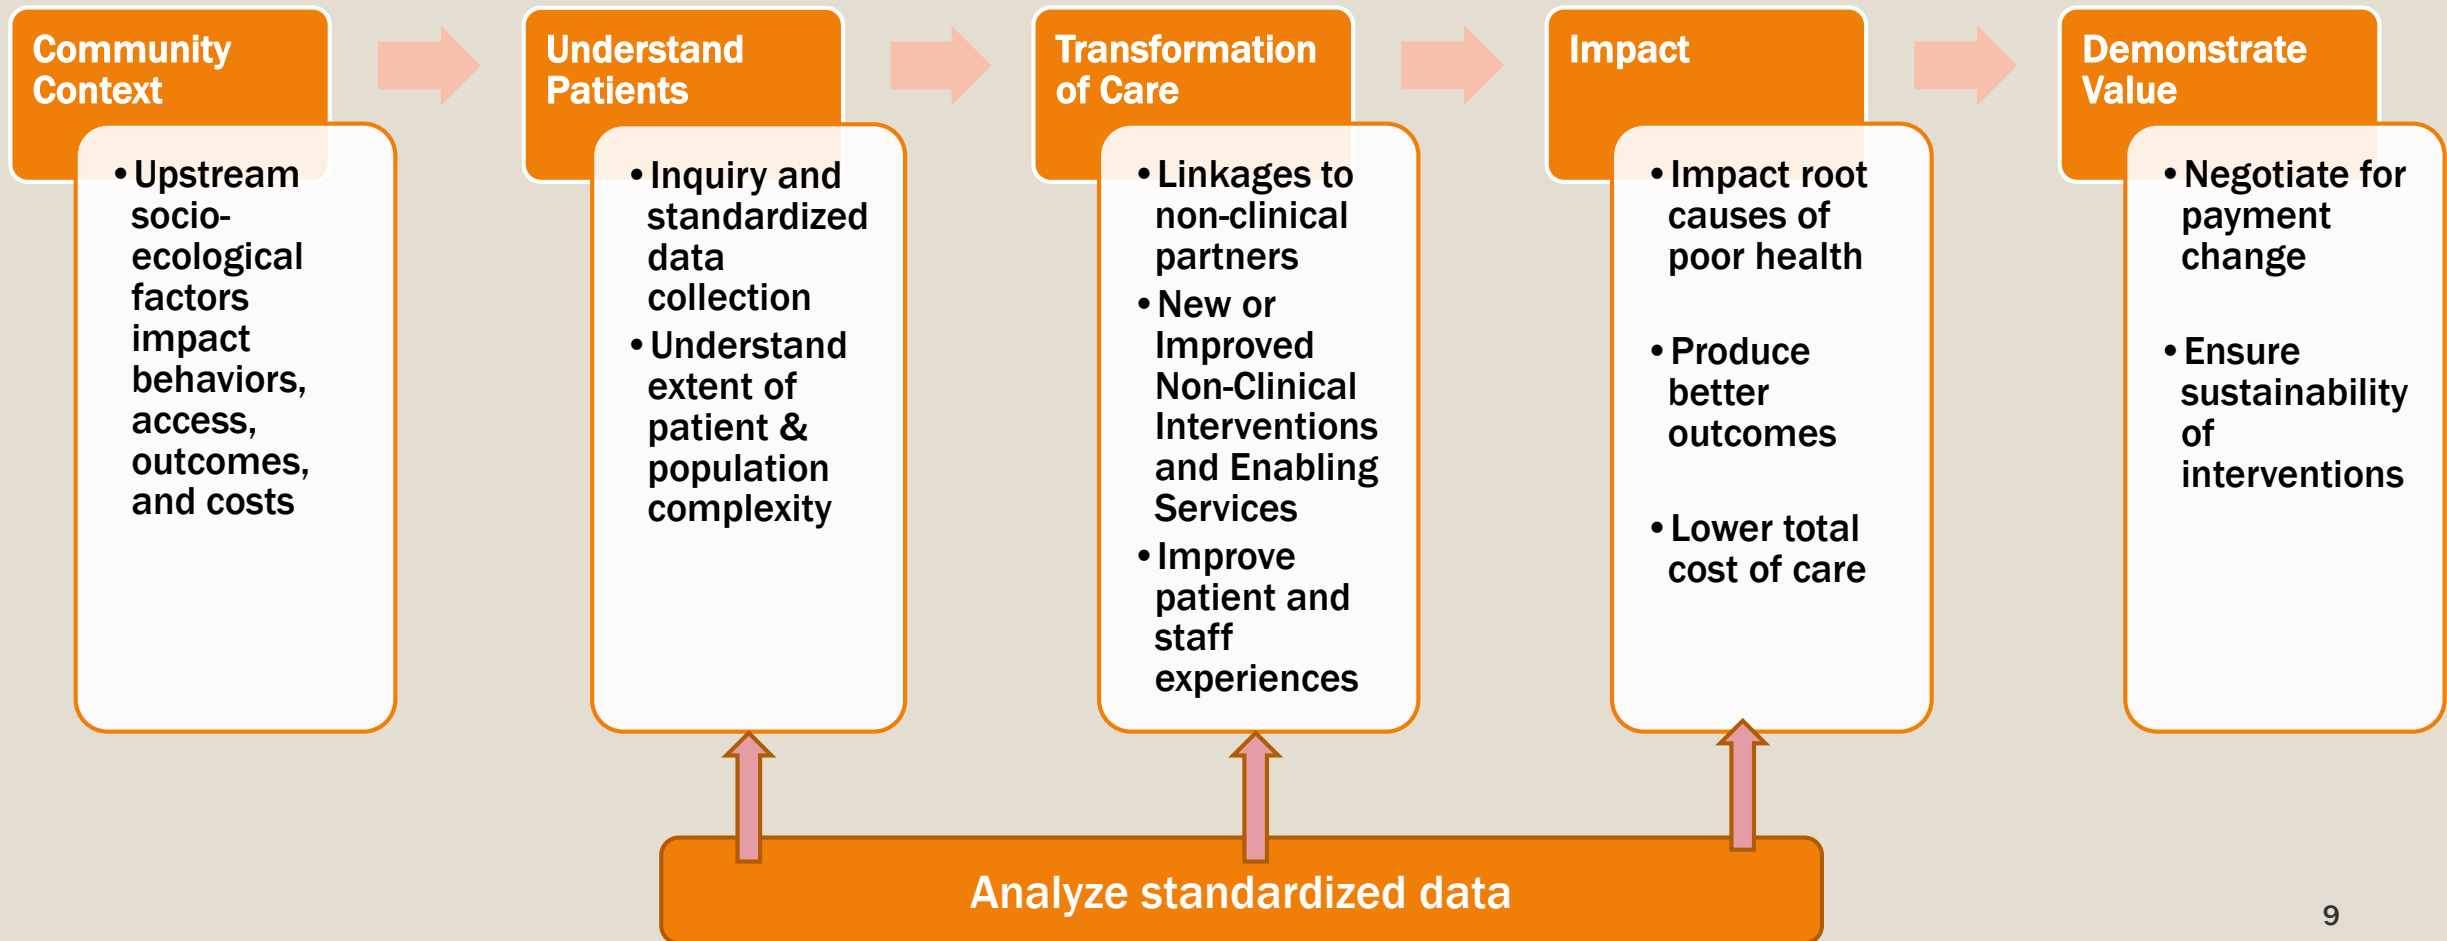 Community
Context
•Upstream
socio-
ecological
factors
impact
behaviors,
access,
outcomes,
and costs
Understand
Patients
•Inquiry and
standardized
data
collection
•Understand
extent of
patient &
population
complexity
Transformation
of Care
•Linkages to
non-clinical
partners
•New or
Improved
Non-Clinical
Interventions
and Enabling
Services
•Improve
patient and
staff
experiences
Impact
•Impact root
causes of
poor health
•Produce
better
outcomes
•Lower total
cost of care
Demonstrate
Value
•Negotiate for
payment
change
•Ensure
sustainability
of
interventions
Analyze standardized data
9